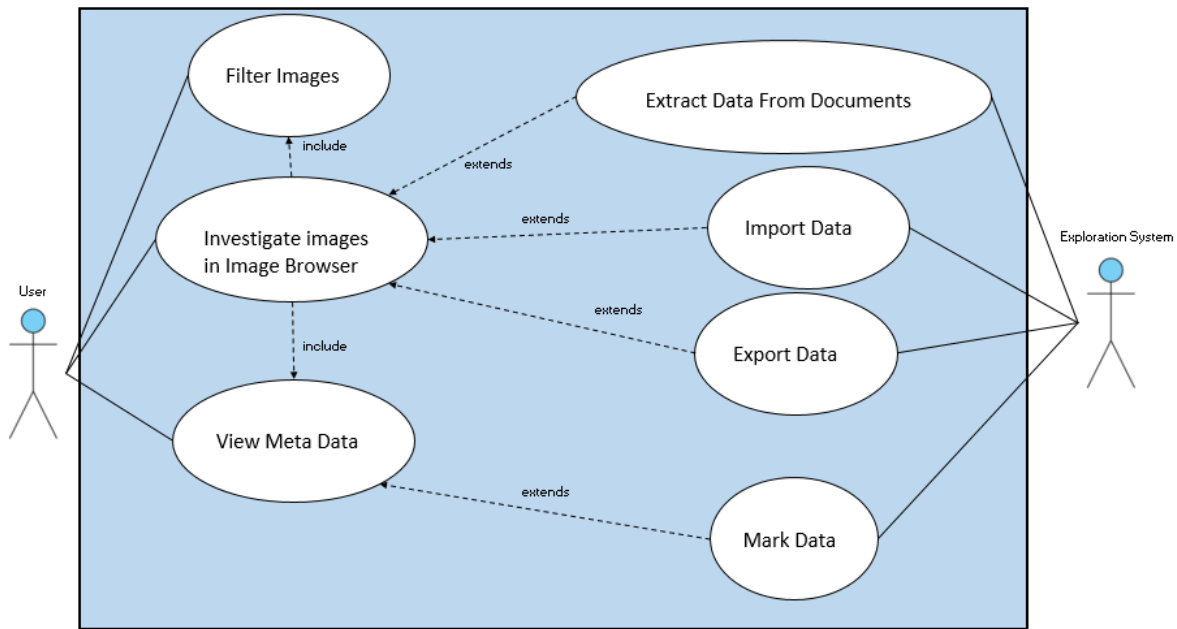 Filter Images
Extract Data From Documents
include
extends
Investigate images
in Image Browser
extends
Import Data
Exploration System
User
extends
Export Data
include
View Meta Data
extends
Mark Data